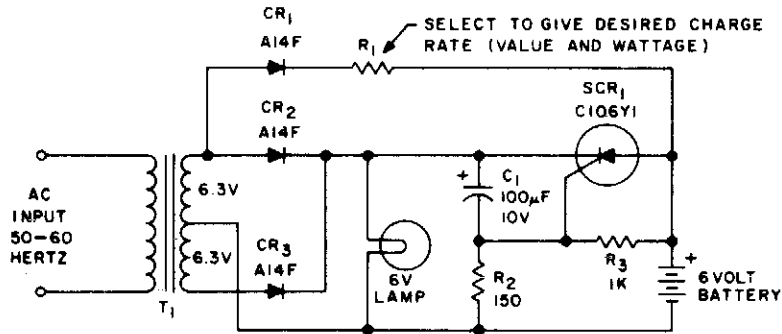 CR1
A14F
R1
SELECT TO GIVE DESIRED CHARGE
RATE (VALUE AND WATTAGE)
CR2
A14F
SCR1
C106Y1
AC
INPUT
50-60
HERTZ
6.3V
6.3V
T1
CR3
A14F
6V
LAMP
+
C1
100μF
10V
R2
150
R3
1K
+
6 VOLT
BATTERY